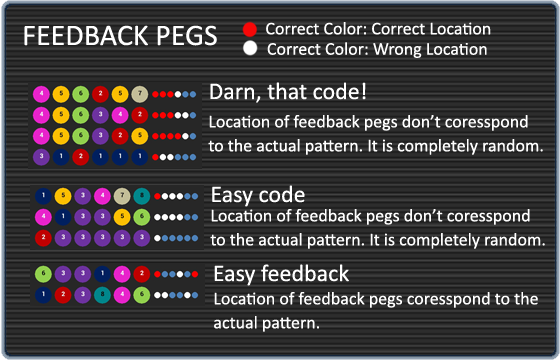 FEEDBACK PEGS
Correct Color: Correct Location
Correct Color: Wrong Location
Darn, that code!
4 5 6 2 5 7
4 5 6 3 4 2
4 5 6 3 2 5
3 1 2 1 1 1
Location of feedback pegs don't coresspond
to the actual pattern. It is completely random.
Easy code
1 5 3 4 7 8
4 1 3 3 5 6
2 3 3 3 3 3
Location of feedback pegs don't coresspond
to the actual pattern. It is completely random.
Easy feedback
6 3 3 1 4 2
1 2 3 8 4 6
Location of feedback pegs coresspond to the
actual pattern.